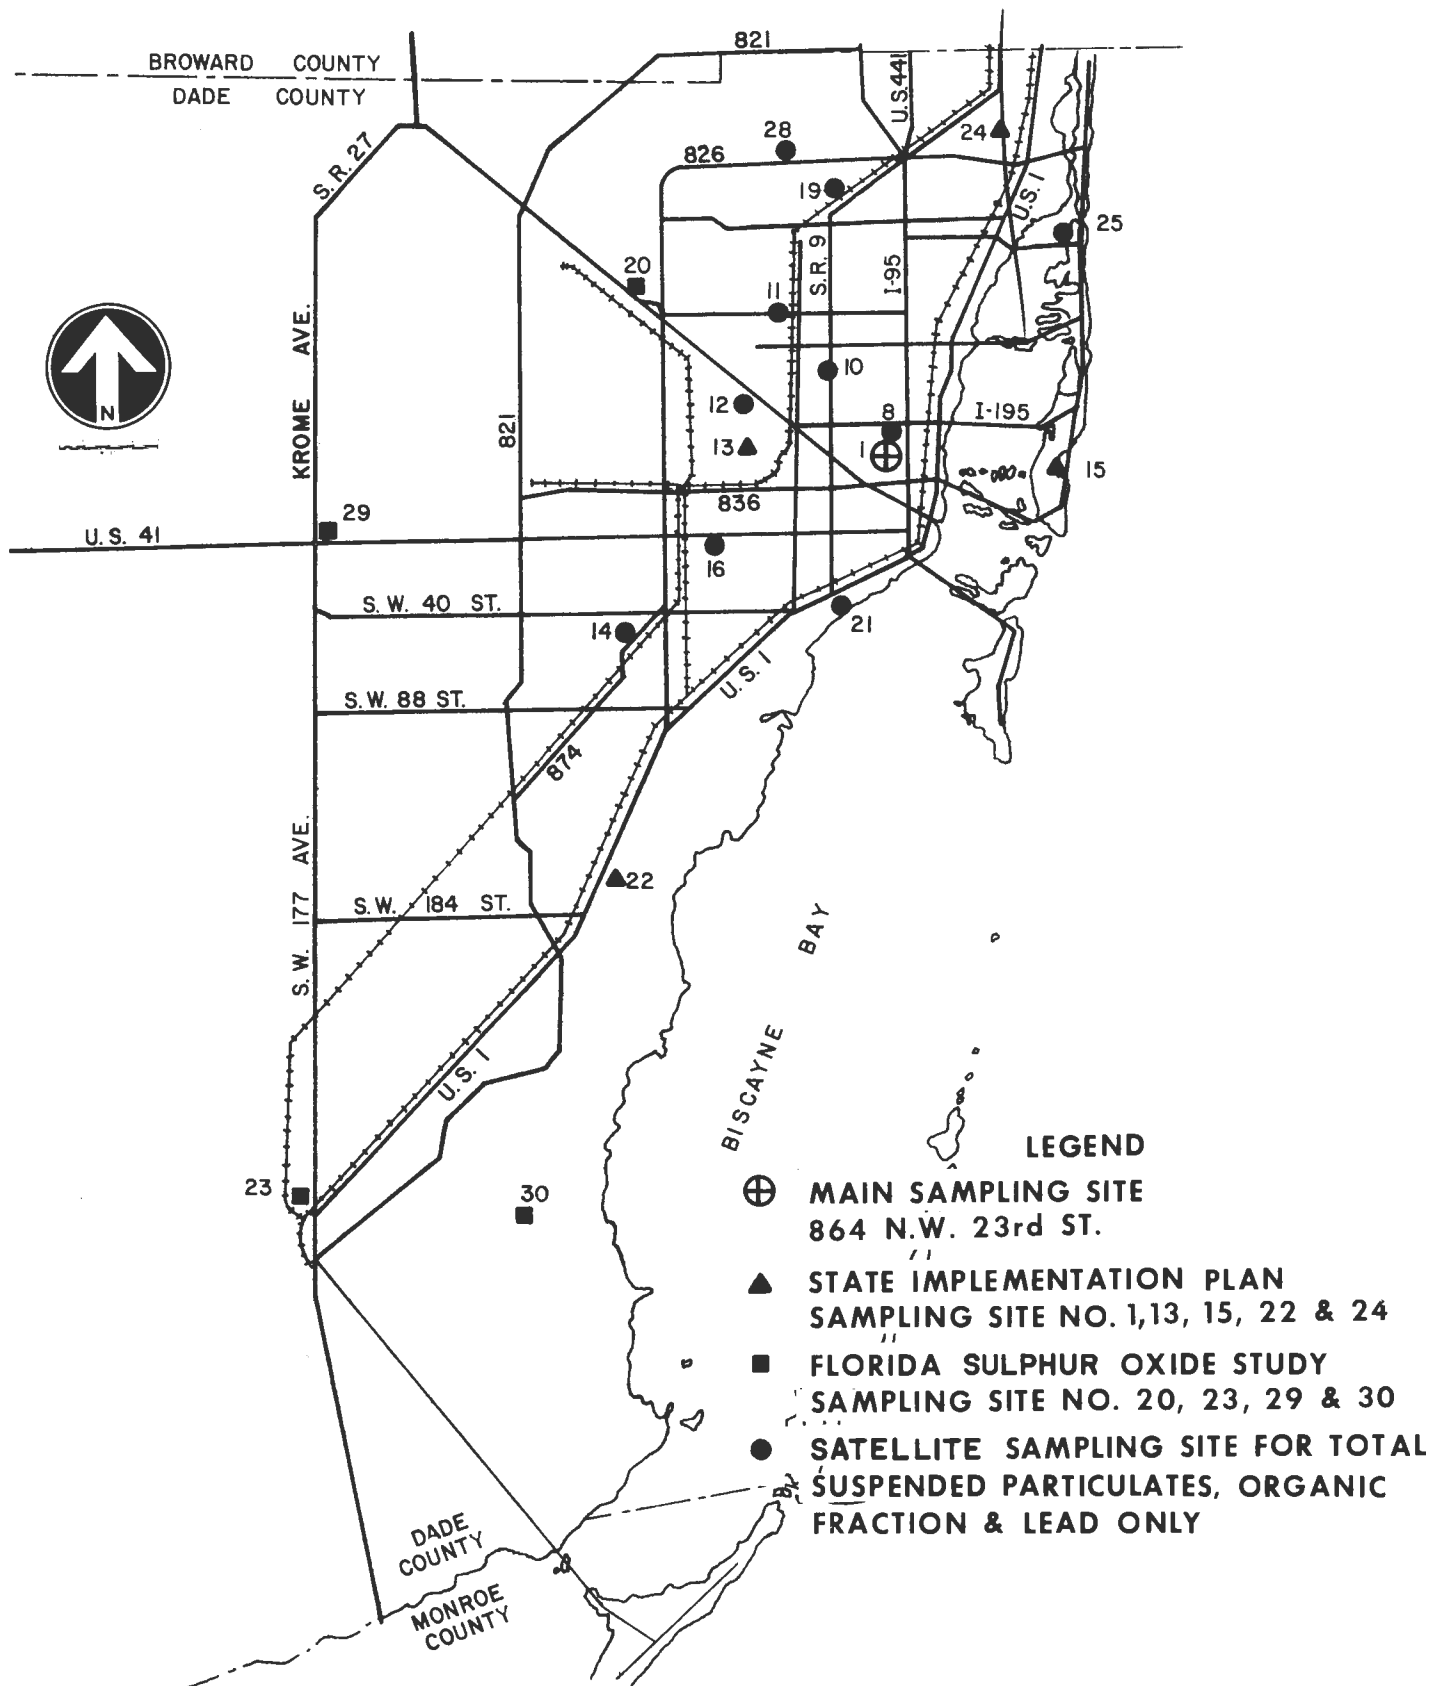 821
BROWARD COUNTY
DADE COUNTY
U.S. 441
S. R. 27
28
24
826
19
U.S. 1
25
20
S.R. 9
I-95
11
KROME AVE.
10
N
12
8
I-195
821
13
1
15
836
29
U.S. 41
16
S.W. 40 ST.
14
21
U.S. 1
S.W. 88 ST.
874
S.W. 177 AVE.
22
S.W. 184 ST.
BISCAYNE BAY
U.S. 1
23
30
LEGEND
MAIN SAMPLING SITE
864 N.W. 23rd ST.
STATE IMPLEMENTATION PLAN
SAMPLING SITE NO. 1,13, 15, 22 & 24
FLORIDA SULPHUR OXIDE STUDY
SAMPLING SITE NO. 20, 23, 29 & 30
SATELLITE SAMPLING SITE FOR TOTAL
SUSPENDED PARTICULATES, ORGANIC
FRACTION & LEAD ONLY
DADE
COUNTY
MONROE
COUNTY